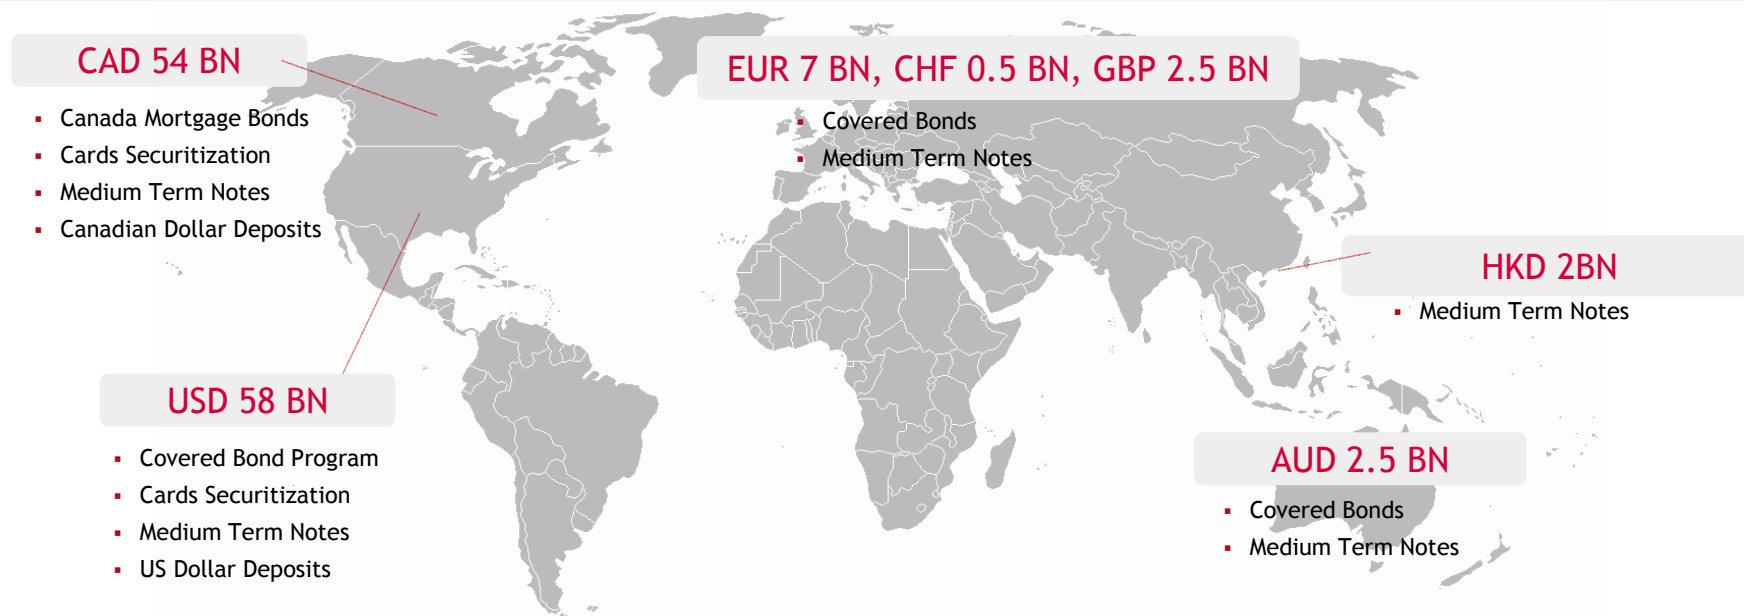 CAD 54 BN
▪ Canada Mortgage Bonds
▪ Cards Securitization
▪ Medium Term Notes
▪ Canadian Dollar Deposits
EUR 7 BN, CHF 0.5 BN, GBP 2.5 BN
▪ Covered Bonds
▪ Medium Term Notes
HKD 2BN
▪ Medium Term Notes
USD 58 BN
▪ Covered Bond Program
▪ Cards Securitization
▪ Medium Term Notes
▪ US Dollar Deposits
AUD 2.5 BN
▪ Covered Bonds
▪ Medium Term Notes